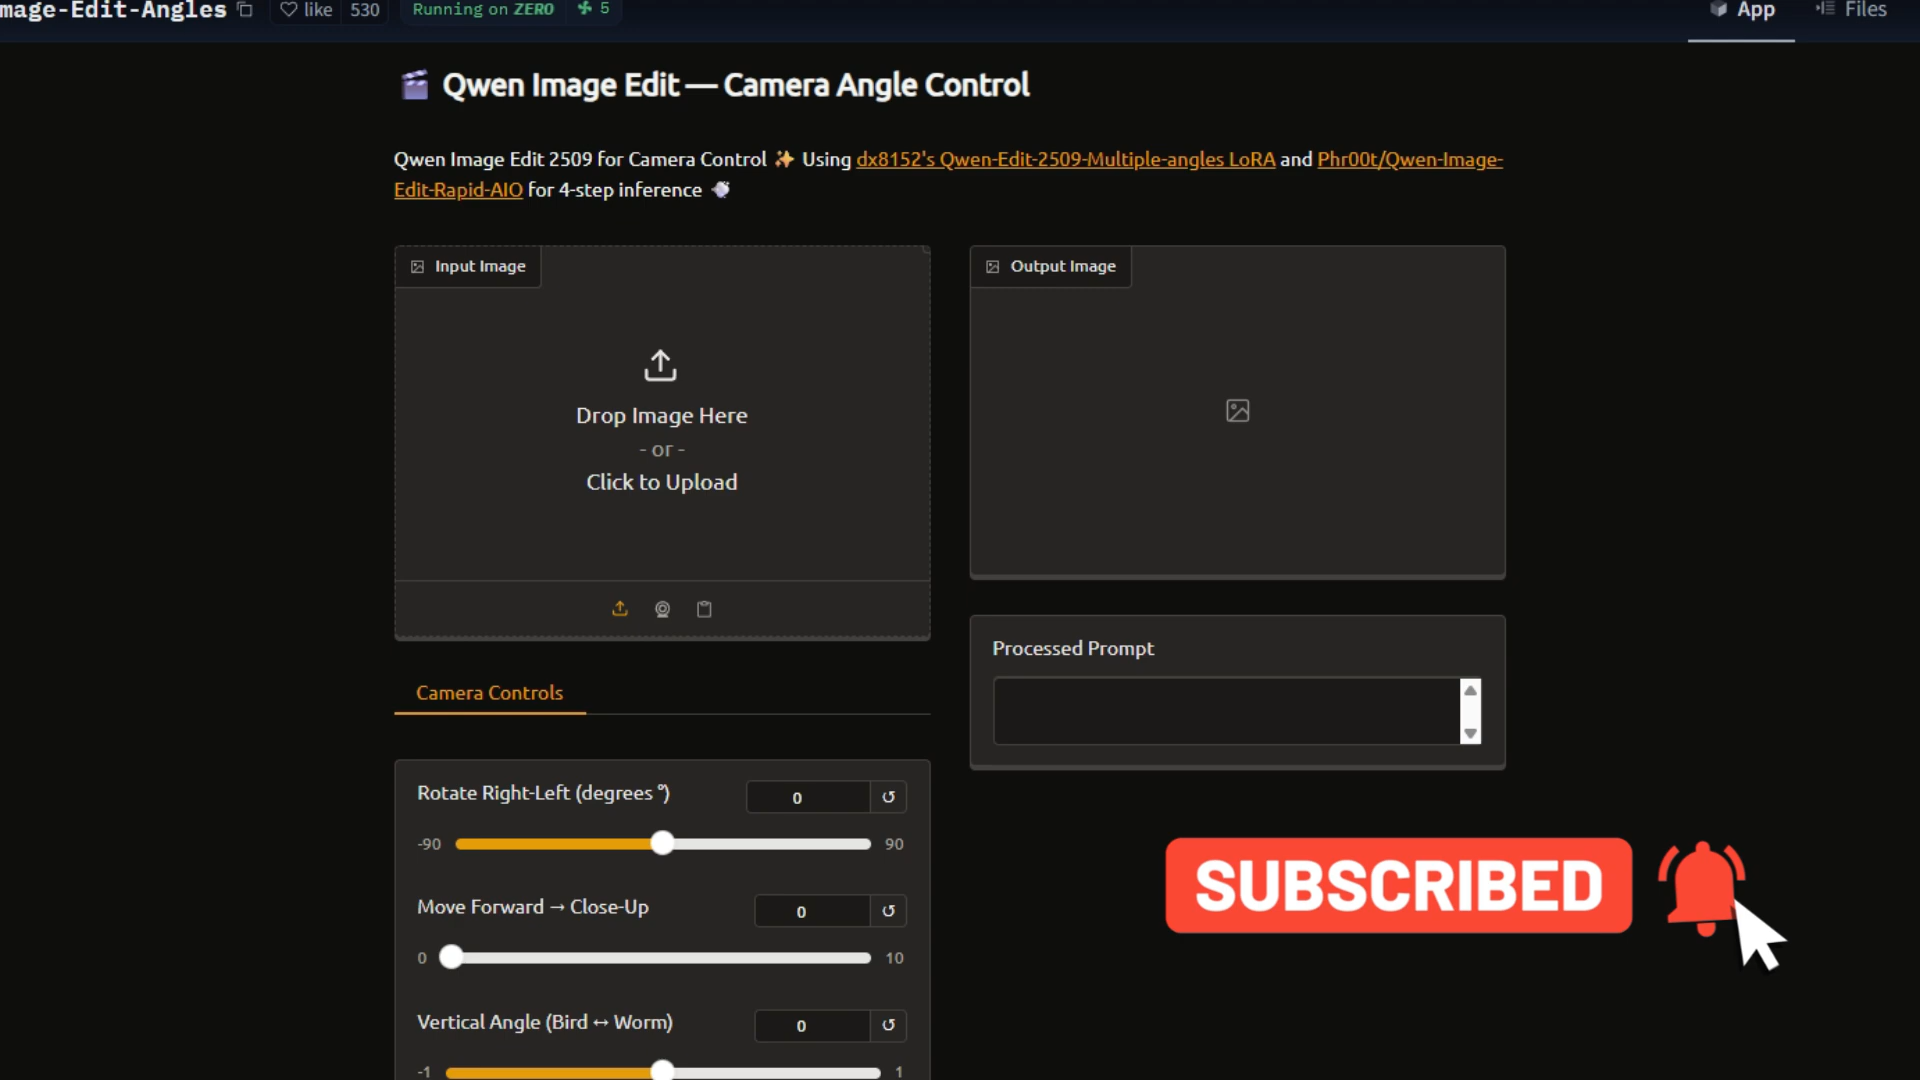 mage-Edit-Angles
like 530
Running on ZERO 5
App
Files
Qwen Image Edit — Camera Angle Control
Qwen Image Edit 2509 for Camera Control ✨ Using dx8152's Qwen-Edit-2509-Multiple-angles LoRA and Phr00t/Qwen-Image-
Edit-Rapid-AIO for 4-step inference
Input Image
Drop Image Here
- or -
Click to Upload
Output Image
Processed Prompt
Camera Controls
Rotate Right-Left (degrees °)
0
-90
90
Move Forward → Close-Up
0
0
10
Vertical Angle (Bird ↔ Worm)
0
-1
1
SUBSCRIBED